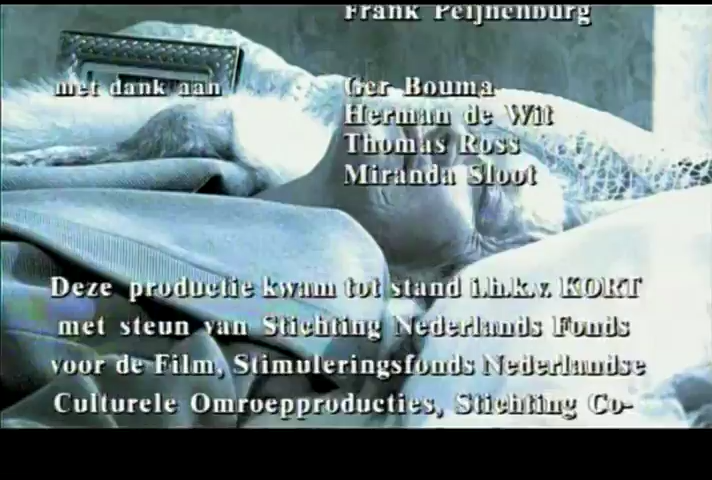 Frank Peijnenburg
met dank aan Ger Bouma
Herman de Wit
Thomas Ross
Miranda Sloot
Deze productie kwam tot stand i.h.k.v. KORT
met steun van Stichting Nederlands Fonds
voor de Film, Stimuleringsfonds Nederlandse
Culturele Omroepproducties, Stichting Co-